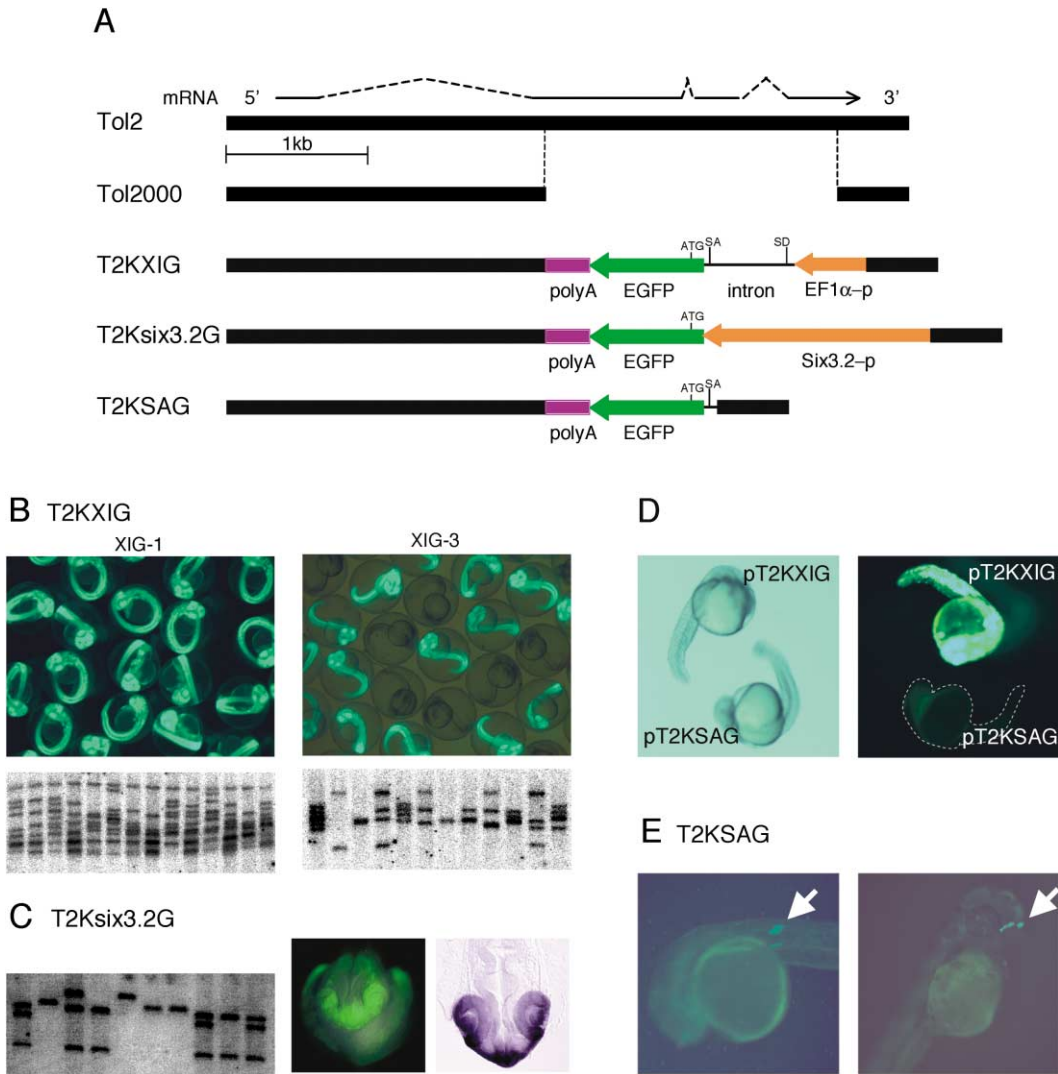 A
mRNA 5’ 3’
Tol2
1kb
Tol2000
T2KXIG
ATG SA SD
polyA EGFP intron EF1α–p
T2Ksix3.2G
ATG
polyA EGFP Six3.2–p
T2KSAG
ATG SA
polyA EGFP
B T2KXIG
XIG-1 XIG-3
C T2Ksix3.2G
D
pT2KXIG
pT2KSAG
pT2KXIG
pT2KSAG
E T2KSAG